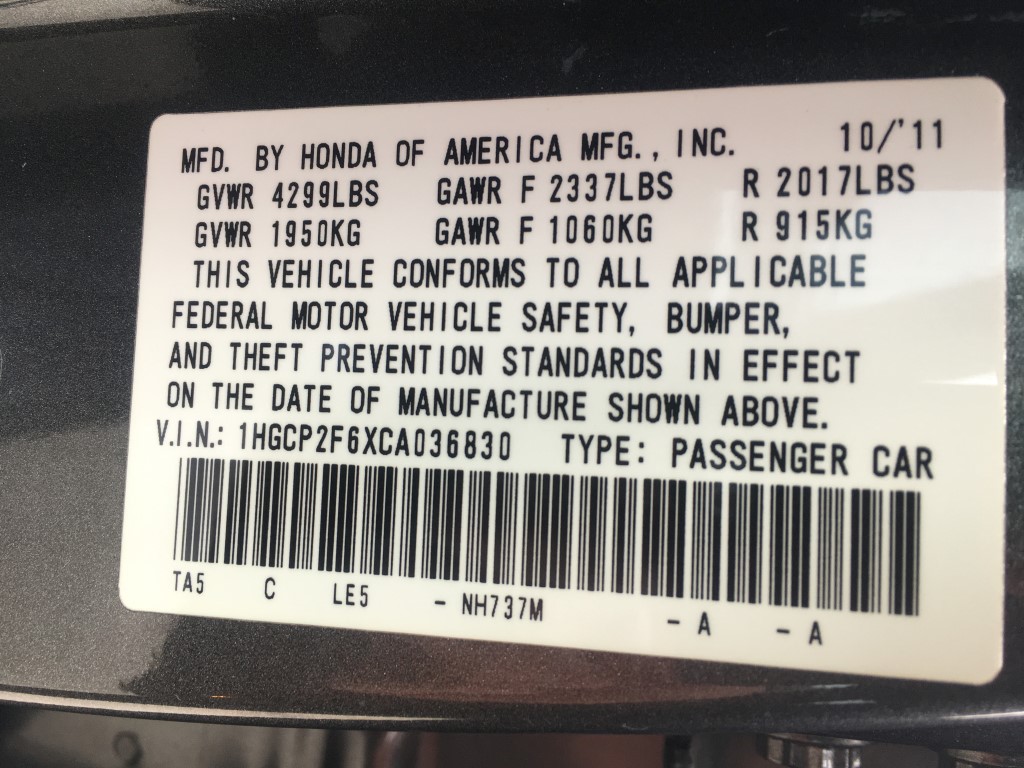 MFD. BY HONDA OF AMERICA MFG., INC. 10/'11
GVWR 4299LBS GAWR F 2337LBS R 2017LBS
GVWR 1950KG GAWR F 1060KG R 915KG
THIS VEHICLE CONFORMS TO ALL APPLICABLE
FEDERAL MOTOR VEHICLE SAFETY, BUMPER,
AND THEFT PREVENTION STANDARDS IN EFFECT
ON THE DATE OF MANUFACTURE SHOWN ABOVE.
V.I.N.: 1HGCP2F6XCA036830 TYPE: PASSENGER CAR
TA5 C LE5 - NH737M - A - A